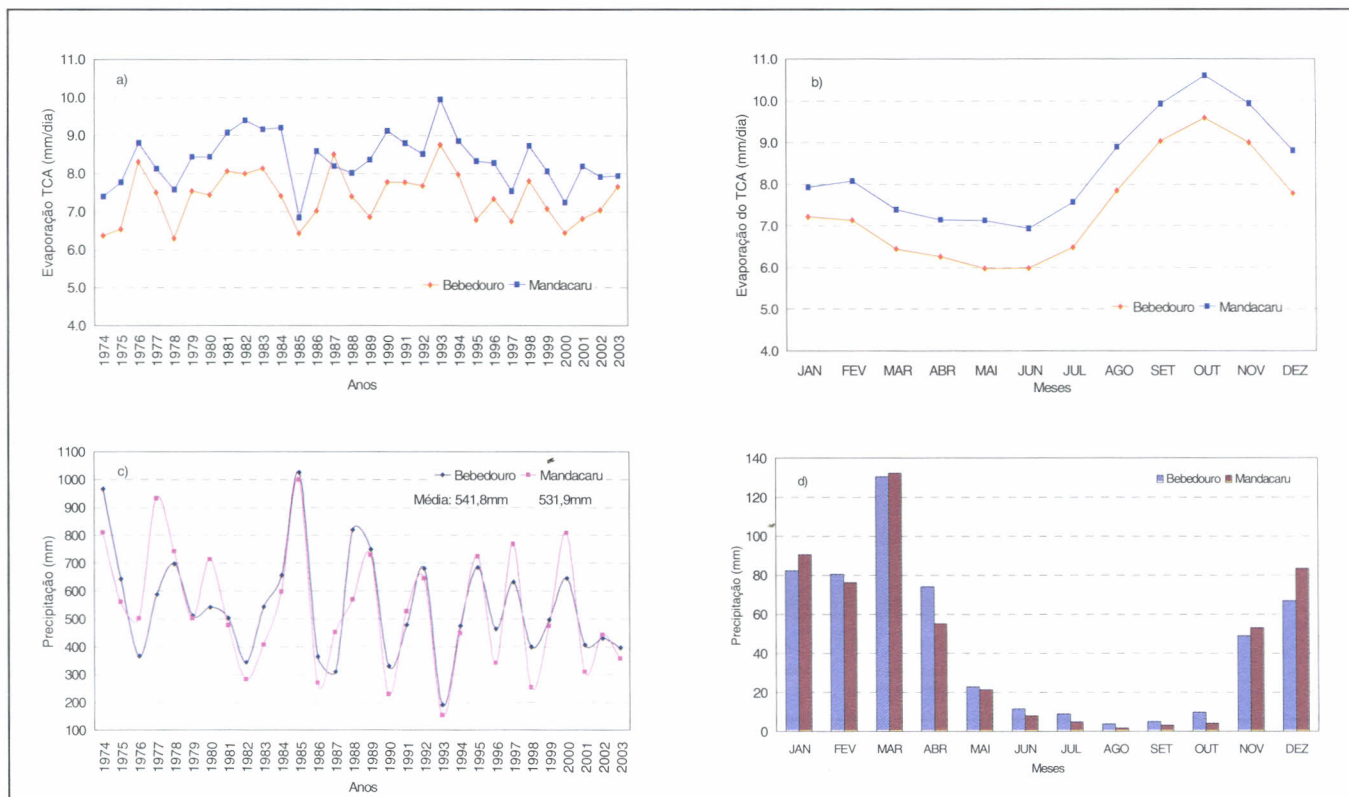 a)
Evaporação TCA (mm/dia)
11.0
10.0
9.0
8.0
7.0
6.0
5.0
4.0
Bebedouro Mandacaru
1974 1975 1976 1977 1978 1979 1980 1981 1982 1983 1984 1985 1986 1987 1988 1989 1990 1991 1992 1993 1994 1995 1996 1997 1998 1999 2000 2001 2002 2003
Anos
b)
Evaporação do TCA (mm/dia)
11.0
10.0
9.0
8.0
7.0
6.0
5.0
4.0
Bebedouro Mandacaru
JAN FEV MAR ABR MAI JUN JUL AGO SET OUT NOV DEZ
Meses
c)
Precipitação (mm)
1100
1000
900
800
700
600
500
400
300
200
100
Bebedouro Mandacaru
Média: 541,8mm 531,9mm
1974 1975 1976 1977 1978 1979 1980 1981 1982 1983 1984 1985 1986 1987 1988 1989 1990 1991 1992 1993 1994 1995 1996 1997 1998 1999 2000 2001 2002 2003
Anos
d)
Precipitação (mm)
140
120
100
80
60
40
20
0
Bebedouro Mandacaru
JAN FEV MAR ABR MAI JUN JUL AGO SET OUT NOV DEZ
Meses